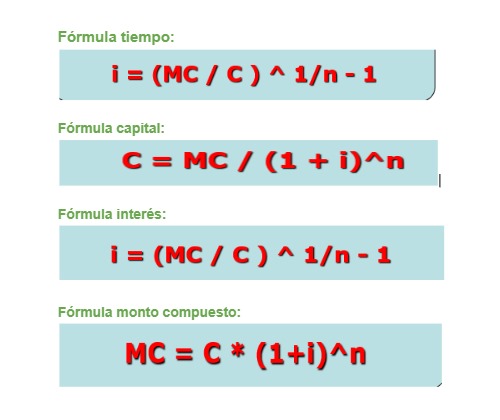 Fórmula tiempo:
i = (MC / C ) ^ 1/n - 1
Fórmula capital:
C = MC / (1 + i)^n
Fórmula interés:
i = (MC / C ) ^ 1/n - 1
Fórmula monto compuesto:
MC = C * (1+i)^n